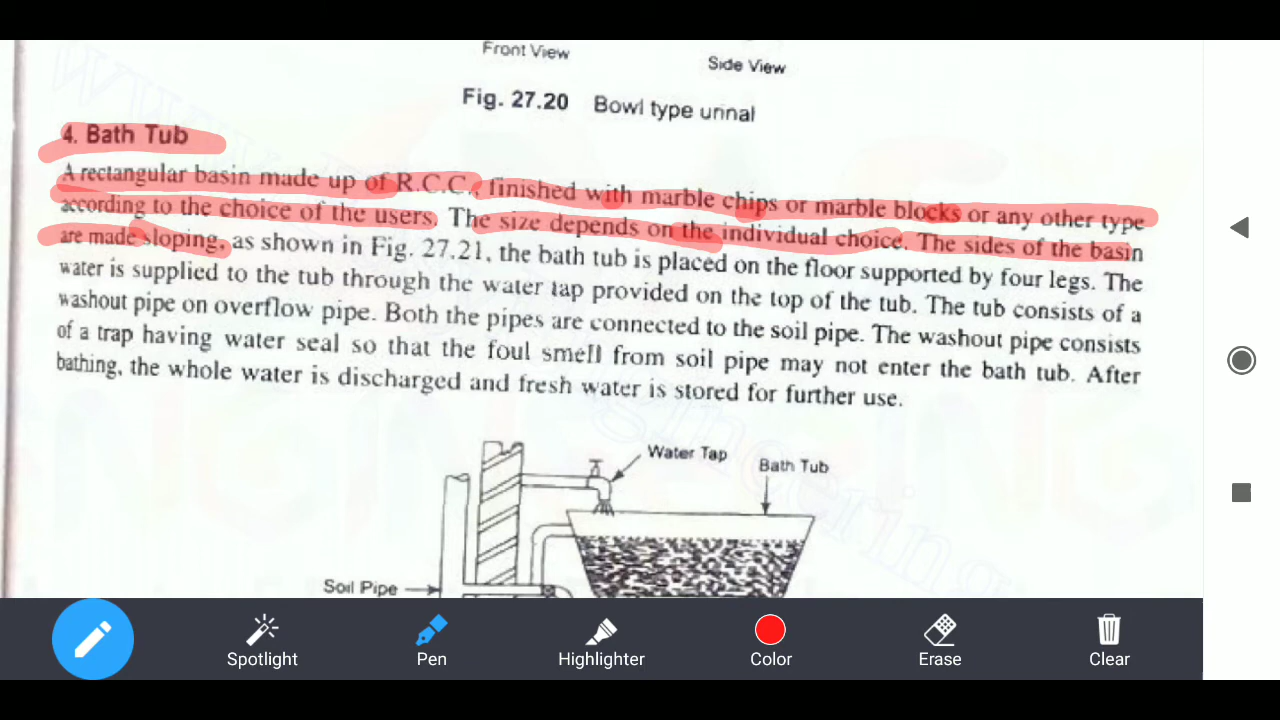 Front View
Side View
Fig. 27.20 Bowl type urinal
4. Bath Tub
A rectangular basin made up of R.C.C., finished with marble chips or marble blocks or any other type
according to the choice of the users. The size depends on the individual choice. The sides of the basin
are made sloping, as shown in Fig. 27.21, the bath tub is placed on the floor supported by four legs. The
water is supplied to the tub through the water tap provided on the top of the tub. The tub consists of a
washout pipe on overflow pipe. Both the pipes are connected to the soil pipe. The washout pipe consists
of a trap having water seal so that the foul smell from soil pipe may not enter the bath tub. After
bathing, the whole water is discharged and fresh water is stored for further use.
Water Tap
Bath Tub
Soil Pipe
Spotlight
Pen
Highlighter
Color
Erase
Clear